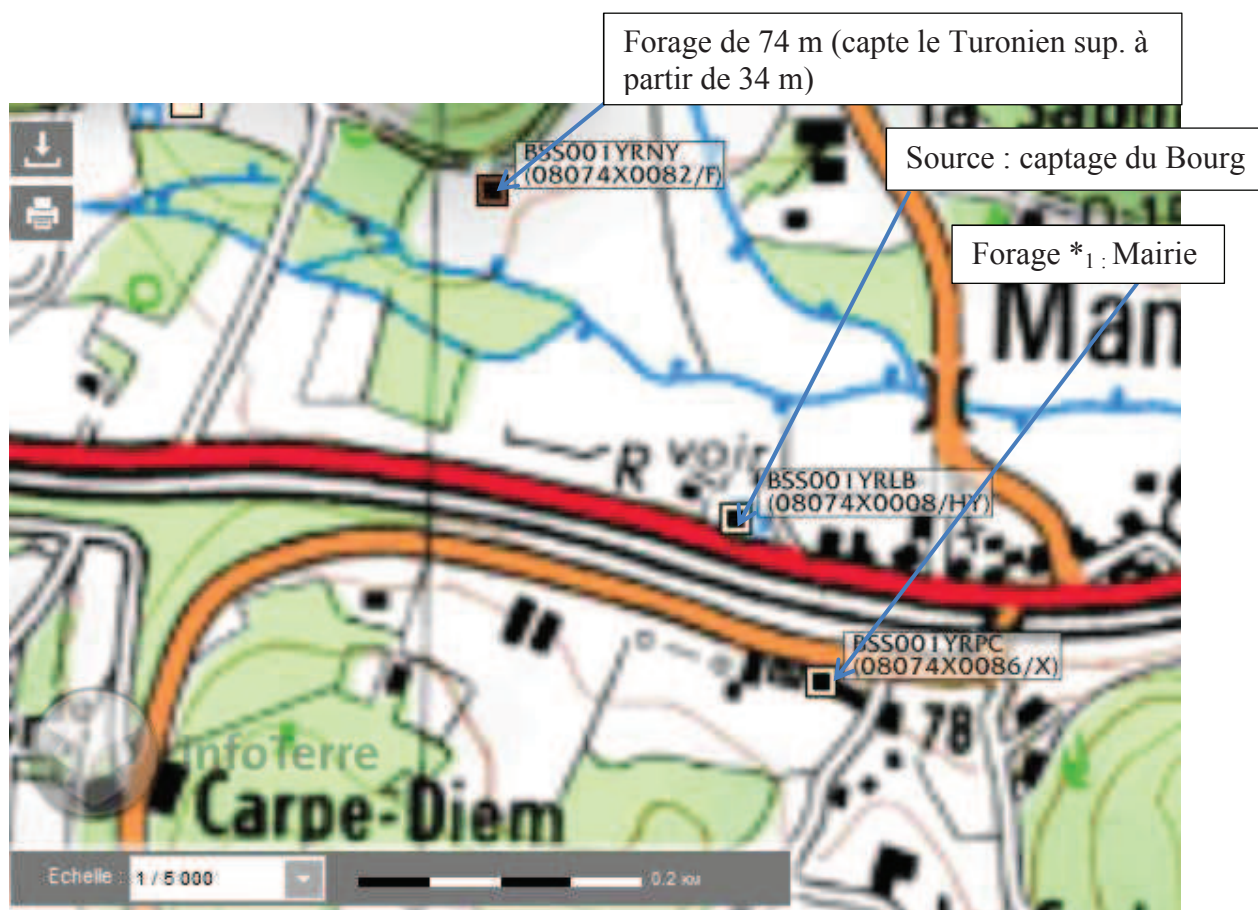 Forage de 74 m (capte le Turonien sup. à
partir de 34 m)
Source : captage du Bourg
Forage *1 : Mairie
BSS001YRNY
(08074X0082/F)
Man
R voir
BSS001YRLB
(08074X0008/HY)
BSS001YRPC
(08074X0086/X)
78
InfoTerre
Carpe-Diem
Echelle : 1 / 5 000
0.2 KM